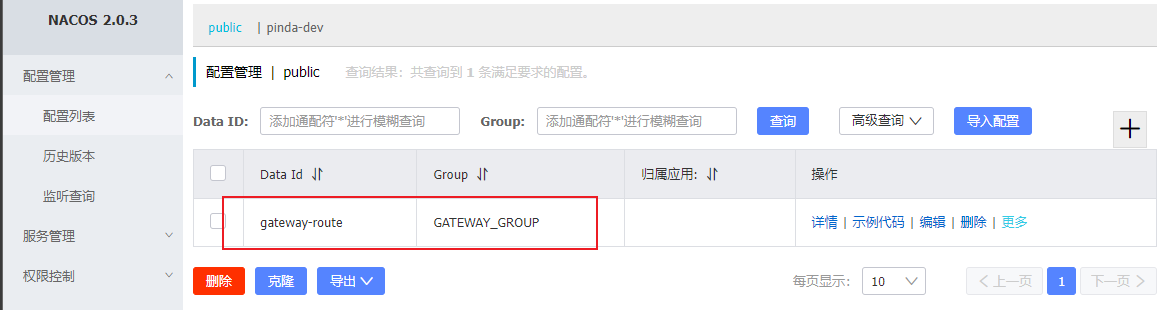 NACOS 2.0.3
配置管理
配置列表
历史版本
监听查询
服务管理
权限控制
public | pinda-dev
配置管理 | public 查询结果：共查询到 1 条满足要求的配置。
Data ID: 添加通配符'*'进行模糊查询 Group: 添加通配符'*'进行模糊查询 查询 高级查询 导入配置
Data Id Group 归属应用: 操作
gateway-route GATEWAY_GROUP 详情 | 示例代码 | 编辑 | 删除 | 更多
删除 克隆 导出 每页显示: 10 上一页 1 下一页